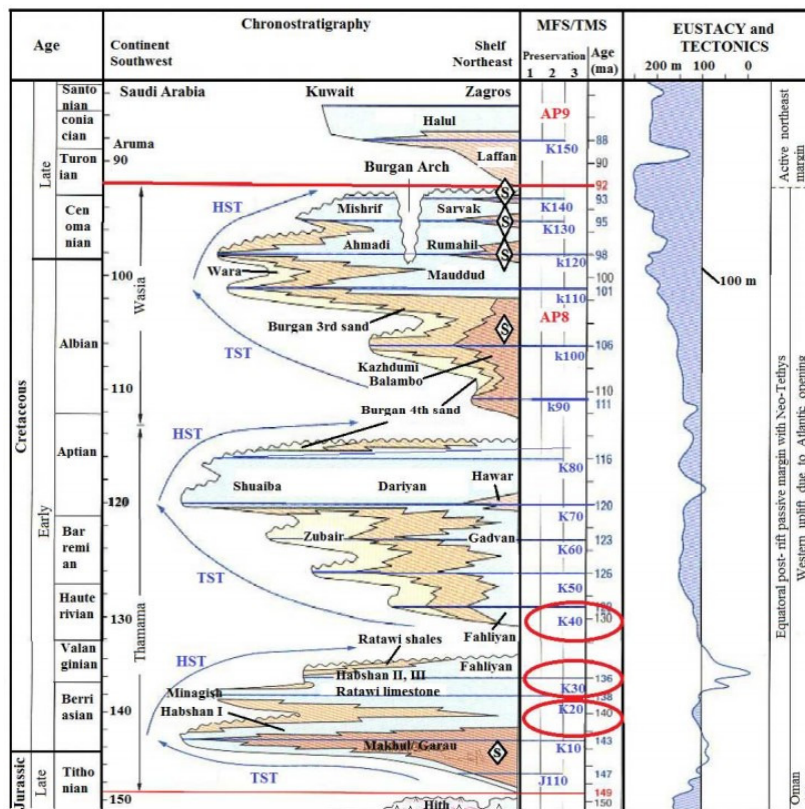 Age
Chronostratigraphy
Continent
Southwest
Shelf
Northeast
MFS/TMS
Preservation
1 2 3
Age
(ma)
EUSTACY and
TECTONICS
200 m 100 0
Saudi Arabia Kuwait Zagros
Cretaceous
Jurassic
Late
Early
Late
Santo
nian
coni
acian
Turon
ian
Cen
oma
nian
Albian
Aptian
Bar
remi
an
Haute
rivian
Valan
ginian
Berri
asian
Titho
nian
90
100
110
120
130
140
150
Aruma
Wasia
Thamama
Halul
Laffan
Burgan Arch
HST
Mishrif Sarvak
Ahmadi Rumahil
Wara
Mauddud
Burgan 3rd sand
TST
Kazhdumi
Balambo
Burgan 4th sand
HST
Shuaiba Dariyan Hawar
Zubair Gadvan
TST
Fahliyan
Ratawi shales
HST
Fahliyan
Habshan II, III
Minagish
Ratawi limestone
Habshan I
Makhul/ Garau
TST
Hith
S
S
S
S
S
AP9
K150
K140
K130
k120
k110
AP8
k100
k90
K80
K70
K60
K50
K40
K30
K20
K10
J110
88
90
92
93
95
98
100
101
106
110
111
116
120
123
126
130
136
138
140
143
147
149
150
100 m
Active northeast
margin
Equatoral post- rift passive margin with Neo-Tethys
Western uplift due to Atlantic opening
Oman